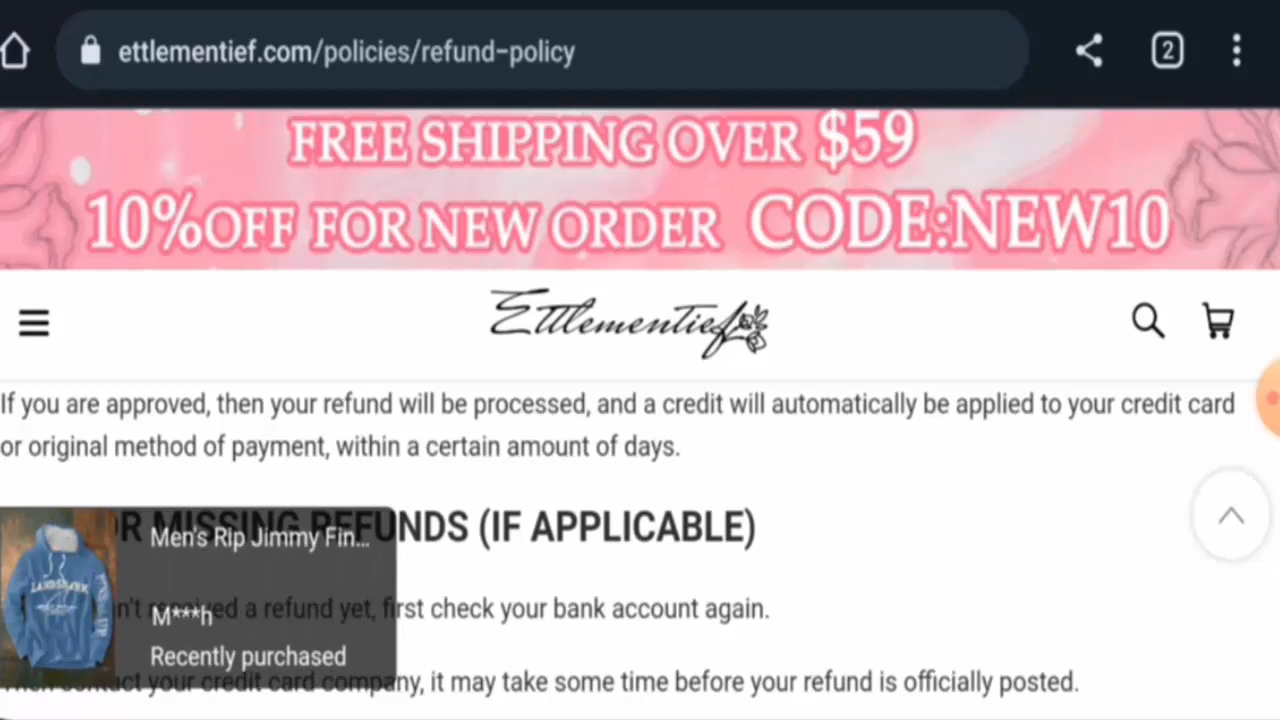 ettlementief.com/policies/refund-policy
2
FREE SHIPPING OVER $59
10%OFF FOR NEW ORDER CODE:NEW10
Ettlementief
If you are approved, then your refund will be processed, and a credit will automatically be applied to your credit card
or original method of payment, within a certain amount of days.
R MISSING REFUNDS (IF APPLICABLE)
Men's Rip Jimmy Fin...
n't received a refund yet, first check your bank account again.
M***h
Recently purchased
contact your credit card company, it may take some time before your refund is officially posted.
LANDSHARK